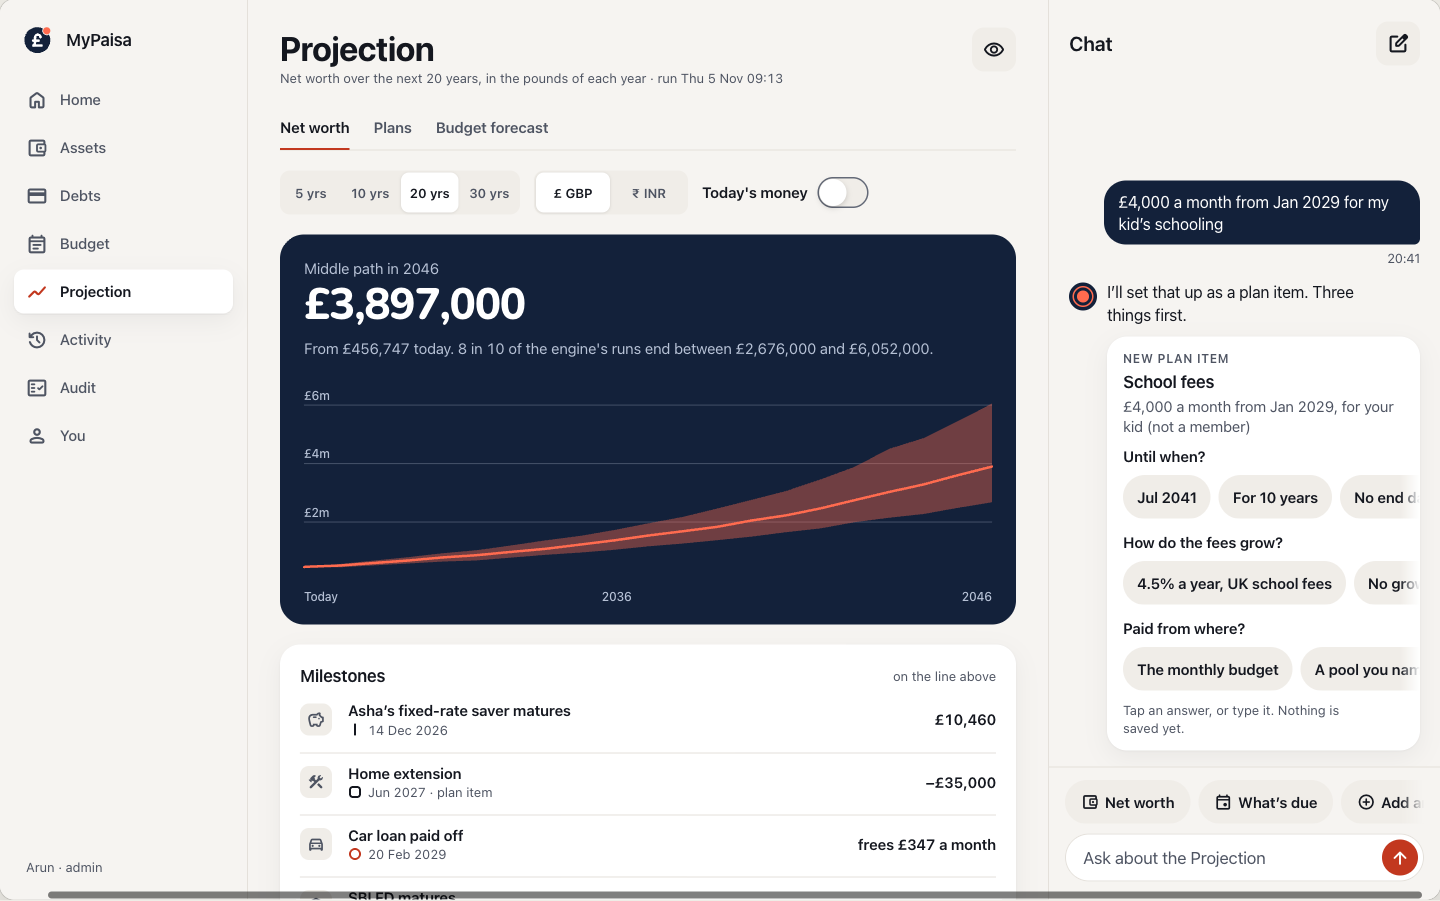 MyPaisa
Home
Assets
Debts
Budget
Projection
Activity
Audit
You
Arun · admin
Projection
Net worth over the next 20 years, in the pounds of each year · run Thu 5 Nov 09:13
Net worth
Plans
Budget forecast
5 yrs
10 yrs
20 yrs
30 yrs
£ GBP
₹ INR
Today's money
Middle path in 2046
£3,897,000
From £456,747 today. 8 in 10 of the engine's runs end between £2,676,000 and £6,052,000.
£6m
£4m
£2m
Today
2036
2046
Milestones
on the line above
Asha’s fixed-rate saver matures
14 Dec 2026
£10,460
Home extension
Jun 2027 · plan item
−£35,000
Car loan paid off
20 Feb 2029
frees £347 a month
matures
Chat
£4,000 a month from Jan 2029 for my
kid’s schooling
20:41
I’ll set that up as a plan item. Three
things first.
NEW PLAN ITEM
School fees
£4,000 a month from Jan 2029, for your
kid (not a member)
Until when?
Jul 2041
For 10 years
No end
How do the fees grow?
4.5% a year, UK school fees
No
Paid from where?
The monthly budget
A pool you
Tap an answer, or type it. Nothing is
saved yet.
Net worth
What’s due
Add
Ask about the Projection